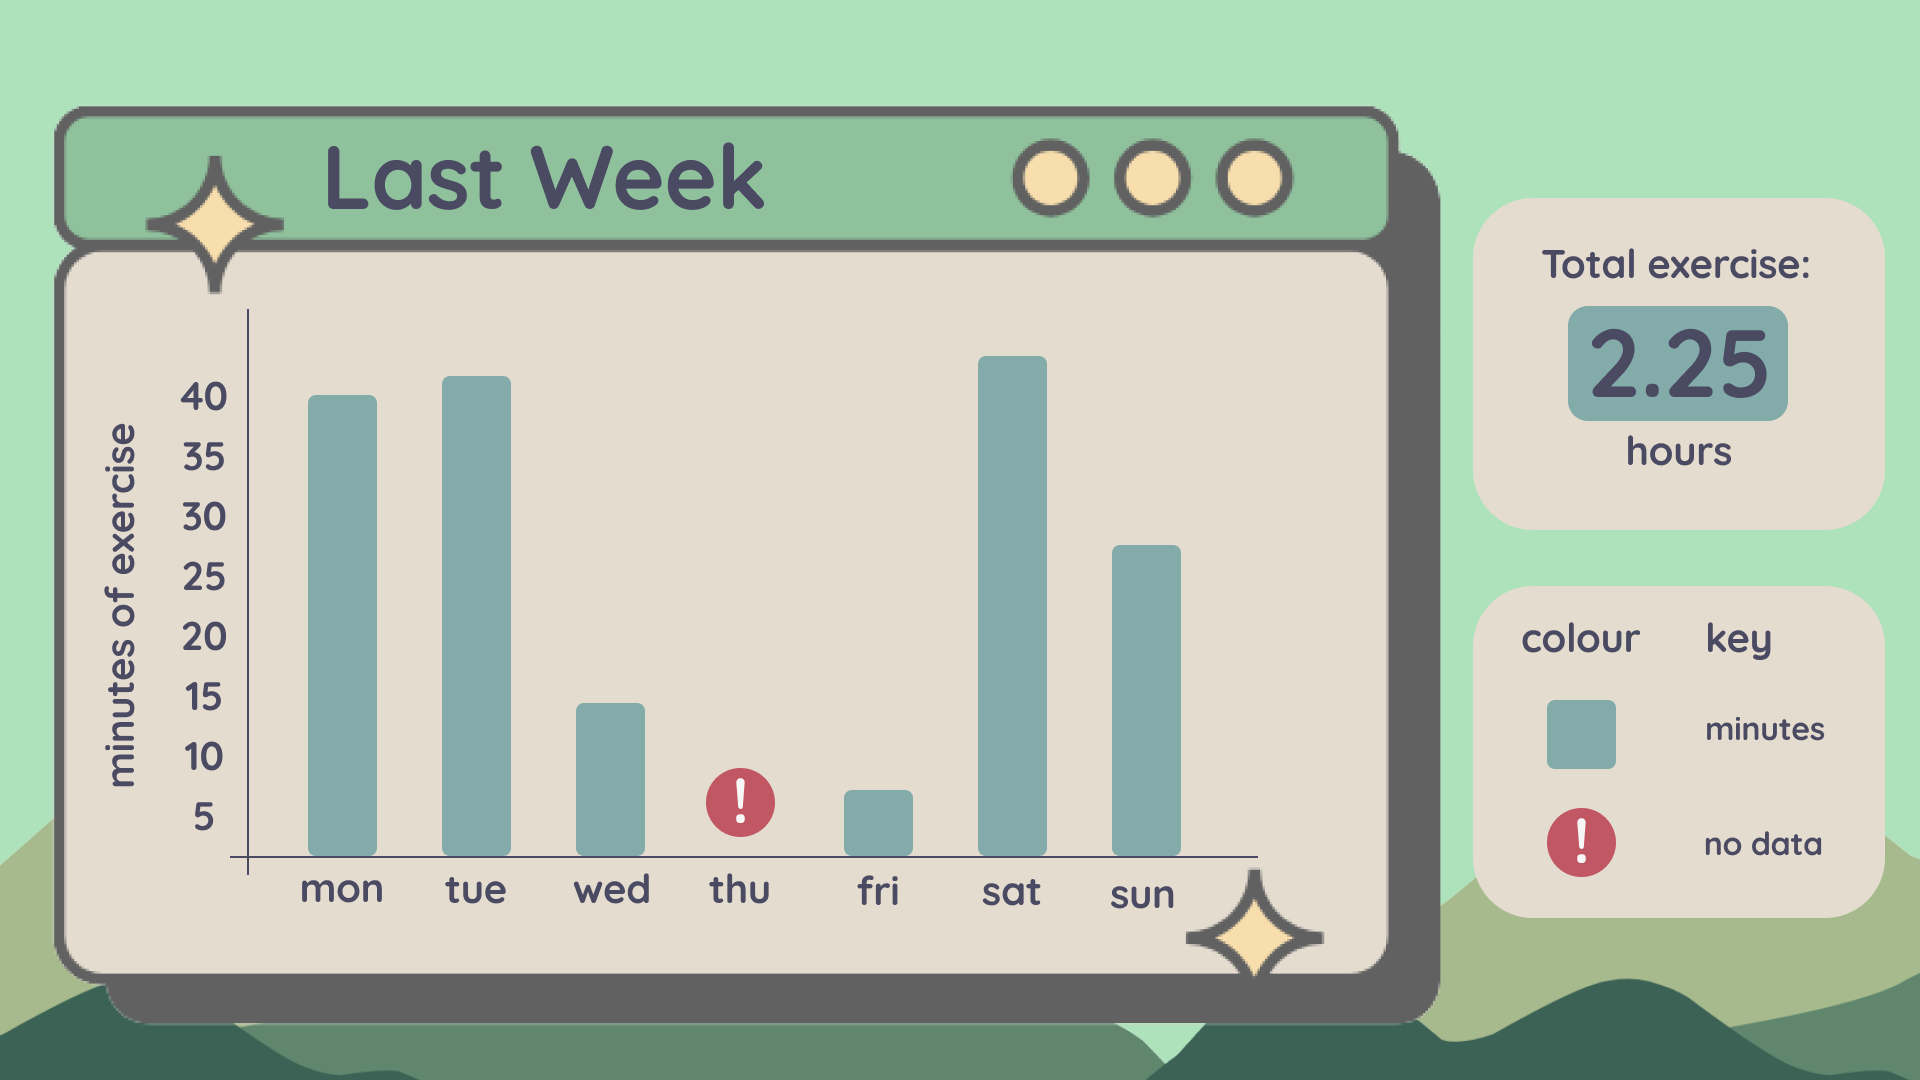 Last Week
minutes of exercise
40
35
30
25
20
15
10
5
!
mon tue wed thu fri sat sun
Total exercise:
2.25
hours
colour key
minutes
! no data